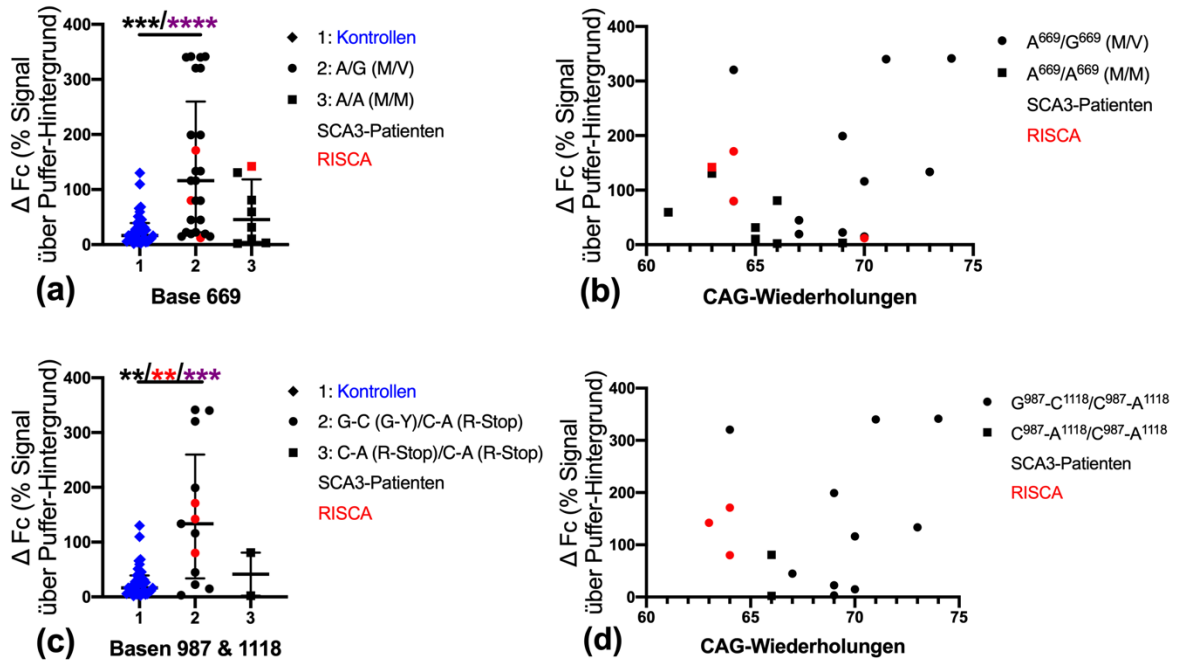 ***/****
Δ Fc (% Signal
über Puffer-Hintergrund)
400
300
200
100
0
1
2
3
(a)
Base 669
1: Kontrollen
2: A/G (M/V)
3: A/A (M/M)
SCA3-Patienten
RISCA
Δ Fc (% Signal
über Puffer-Hintergrund)
400
300
200
100
0
60
65
70
75
(b)
CAG-Wiederholungen
A⁶⁶⁹/G⁶⁶⁹ (M/V)
A⁶⁶⁹/A⁶⁶⁹ (M/M)
SCA3-Patienten
RISCA
**/**/***
Δ Fc (% Signal
über Puffer-Hintergrund)
400
300
200
100
0
1
2
3
(c)
Basen 987 & 1118
1: Kontrollen
2: G-C (G-Y)/C-A (R-Stop)
3: C-A (R-Stop)/C-A (R-Stop)
SCA3-Patienten
RISCA
Δ Fc (% Signal
über Puffer-Hintergrund)
400
300
200
100
0
60
65
70
75
(d)
CAG-Wiederholungen
G⁹⁸⁷-C¹¹¹⁸/C⁹⁸⁷-A¹¹¹⁸
C⁹⁸⁷-A¹¹¹⁸/C⁹⁸⁷-A¹¹¹⁸
SCA3-Patienten
RISCA